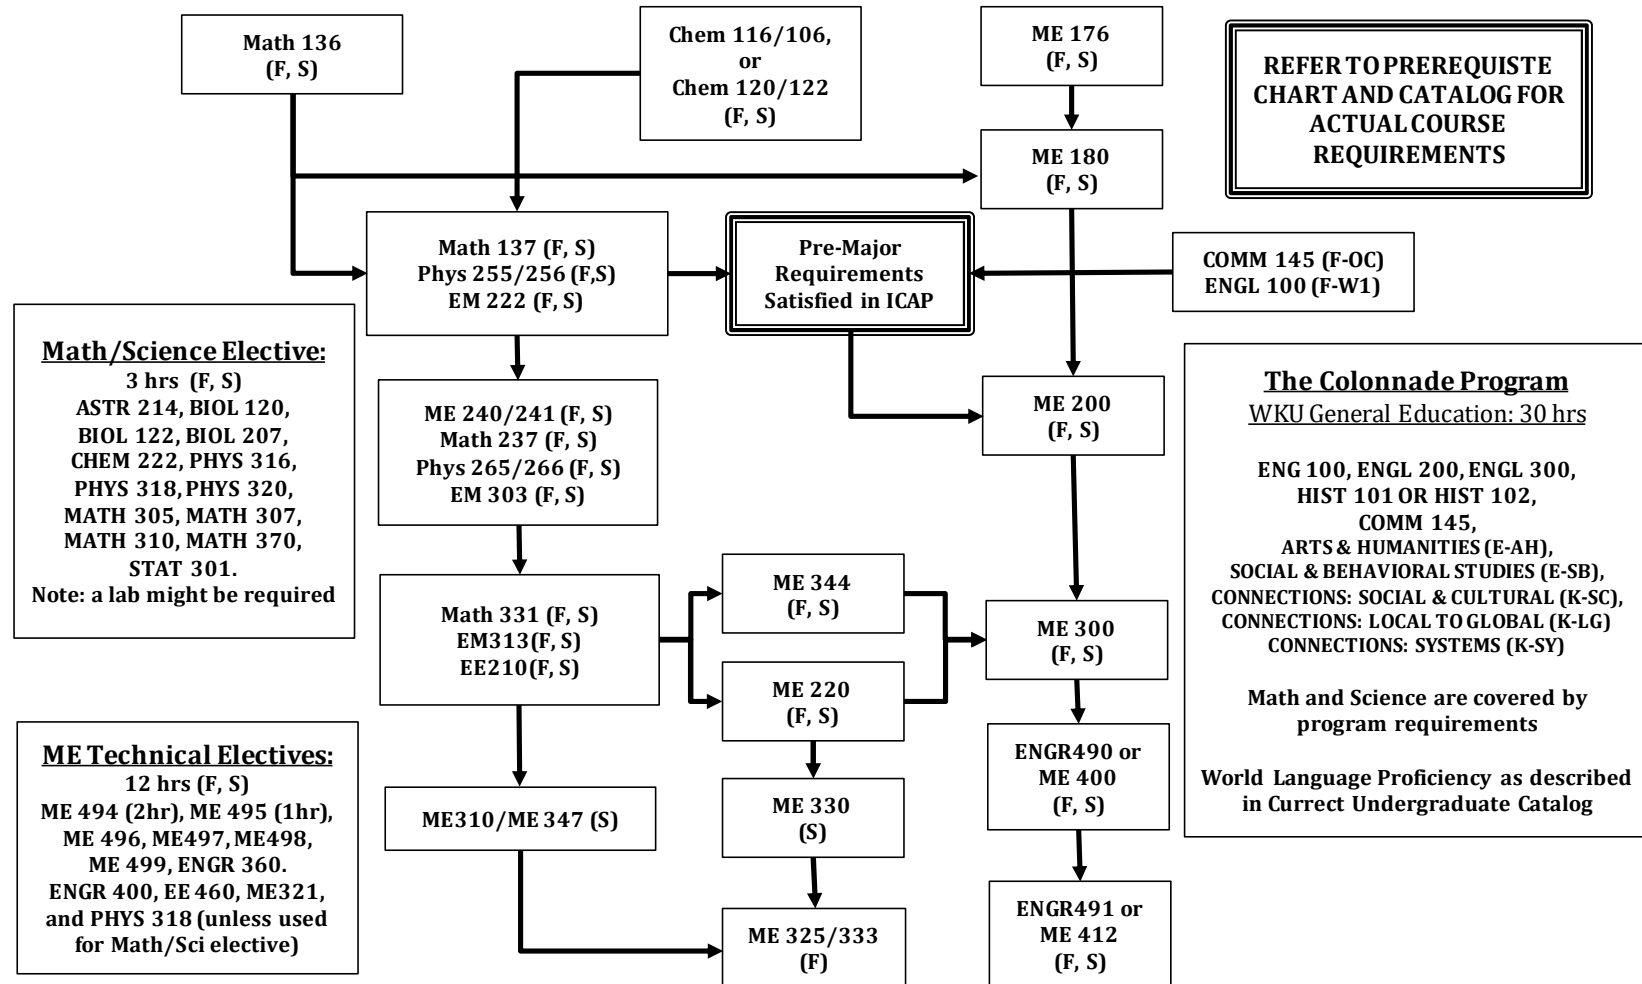 Math 136
(F, S)
Chem 116/106,
or
Chem 120/122
(F, S)
ME 176
(F, S)
REFER TO PREREQUISTE
CHART AND CATALOG FOR
ACTUAL COURSE
REQUIREMENTS
ME 180
(F, S)
Math 137 (F, S)
Phys 255/256 (F,S)
EM 222 (F, S)
Pre-Major
Requirements
Satisfied in ICAP
COMM 145 (F-OC)
ENGL 100 (F-W1)
Math/Science Elective:
3 hrs (F, S)
ASTR 214, BIOL 120,
BIOL 122, BIOL 207,
CHEM 222, PHYS 316,
PHYS 318, PHYS 320,
MATH 305, MATH 307,
MATH 310, MATH 370,
STAT 301.
Note: a lab might be required
ME 240/241 (F, S)
Math 237 (F, S)
Phys 265/266 (F, S)
EM 303 (F, S)
ME 200
(F, S)
The Colonnade Program
WKU General Education: 30 hrs
ENG 100, ENGL 200, ENGL 300,
HIST 101 OR HIST 102,
COMM 145,
ARTS & HUMANITIES (E-AH),
SOCIAL & BEHAVIORAL STUDIES (E-SB),
CONNECTIONS: SOCIAL & CULTURAL (K-SC),
CONNECTIONS: LOCAL TO GLOBAL (K-LG)
CONNECTIONS: SYSTEMS (K-SY)
Math and Science are covered by
program requirements
World Language Proficiency as described
in Currect Undergraduate Catalog
Math 331 (F, S)
EM313(F, S)
EE210(F, S)
ME 344
(F, S)
ME 220
(F, S)
ME 300
(F, S)
ME Technical Electives:
12 hrs (F, S)
ME 494 (2hr), ME 495 (1hr),
ME 496, ME497, ME498,
ME 499, ENGR 360.
ENGR 400, EE 460, ME321,
and PHYS 318 (unless used
for Math/Sci elective)
ME310/ME 347 (S)
ME 330
(S)
ENGR490 or
ME 400
(F, S)
ME 325/333
(F)
ENGR491 or
ME 412
(F, S)